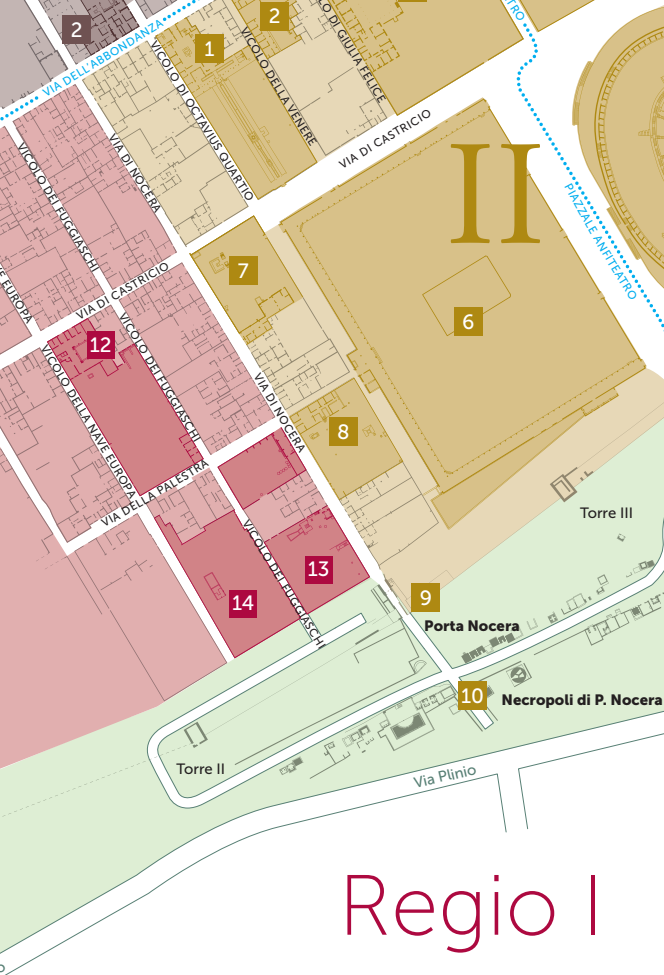 2
2
1
TRO
VIA DELL'ABBONDANZA
VICOLO DI OCTAVIUS QUARTIO
VICOLO DELLA VENERE
O DI GIULIA FELICE
VIA DI CASTRICIO
VICOLO DEI FUGGIASCHI
VIA DI NOCERA
II
PIAZZALE ANFITEATRO
7
6
EUROPA
VIA DI CASTRICIO
12
VICOLO DEI FUGGIASCHI
VICOLO DELLA NAVE EUROPA
VIA DI NOCERA
8
VIA DELLA PALESTRA
Torre III
VICOLO DEI FUGGIASCHI
13
14
9
Porta Nocera
10
Necropoli di P. Nocera
Torre II
Via Plinio
Regio I